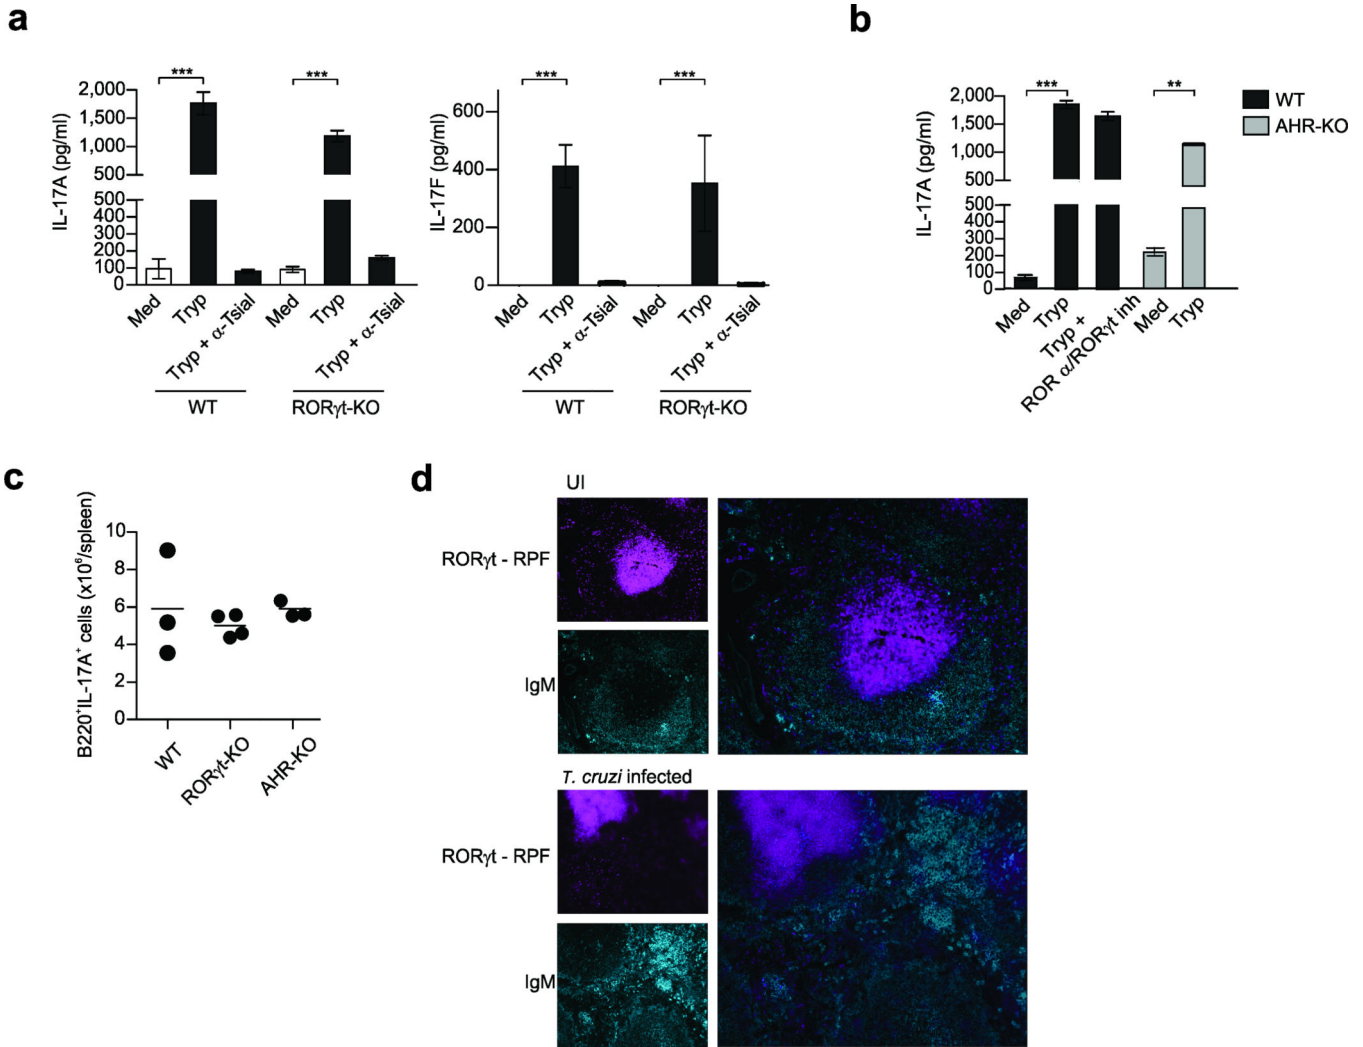 a
IL-17A (pg/ml)
2,000
1,500
1,000
500
500
400
300
200
100
0
***
***
Med
Tryp
Tryp + α-Tsial
Med
Tryp
Tryp + α-Tsial
WT
RORγt-KO
IL-17F (pg/ml)
600
400
200
0
***
***
Med
Tryp
Tryp + α-Tsial
Med
Tryp
Tryp + α-Tsial
WT
RORγt-KO
b
IL-17A (pg/ml)
2,000
1,500
1,000
500
500
400
300
200
100
0
***
**
WT
AHR-KO
Med
Tryp
Tryp +
ROR α/RORγt inh
Med
Tryp
c
B220⁺IL-17A⁺ cells (x10⁶/spleen)
10
8
6
4
2
0
WT
RORγt-KO
AHR-KO
d
UI
RORγt - RPF
IgM
T. cruzi infected
RORγt - RPF
IgM